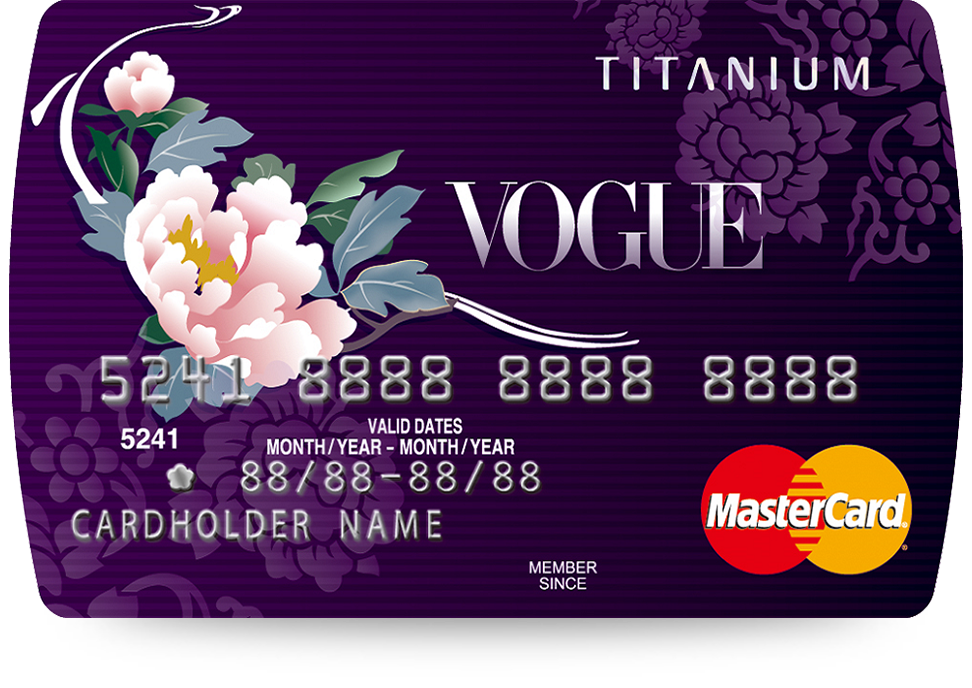 TITANIUM
VOGUE
5241 8888 8888 8888
5241
VALID DATES
MONTH/YEAR – MONTH/YEAR
88/88-88/88
CARDHOLDER NAME
MasterCard
MEMBER
SINCE